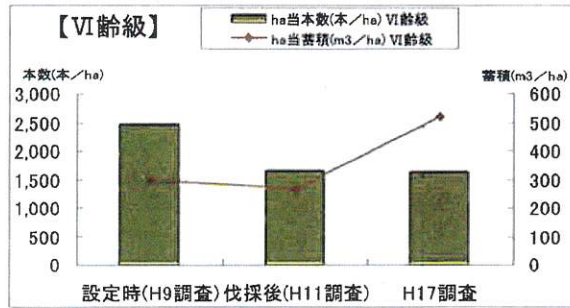 【Ⅵ齢級】
ha当本数(本/ha) Ⅵ齢級
ha当蓄積(m3/ha) Ⅵ齢級
本数(本/ha)
蓄積(m3/ha)
3,000 600
2,500 500
2,000 400
1,500 300
1,000 200
500 100
0 0
設定時(H9調査) 伐採後(H11調査) H17調査